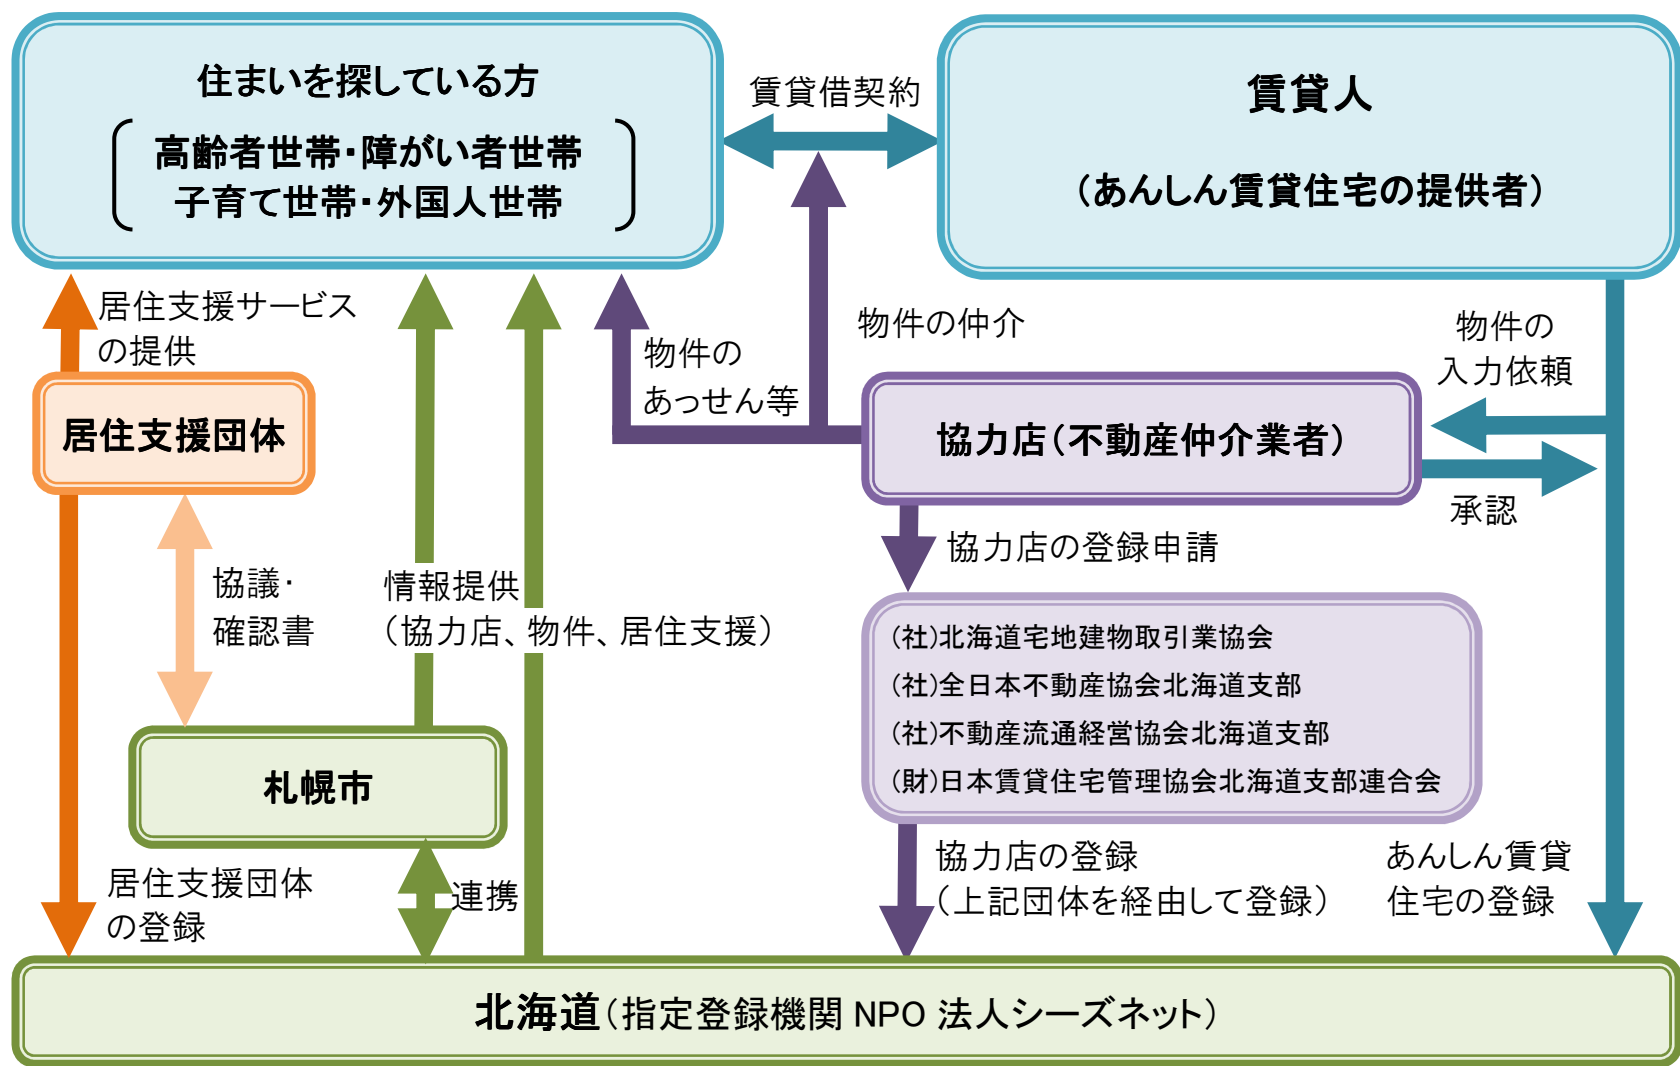 住まいを探している方
高齢者世帯・障がい者世帯
子育て世帯・外国人世帯
賃貸借契約
賃貸人
（あんしん賃貸住宅の提供者）
居住支援サービス
の提供
物件の
あっせん等
物件の仲介
物件の
入力依頼
居住支援団体
協力店（不動産仲介業者）
承認
協議・
確認書
情報提供
（協力店、物件、居住支援）
協力店の登録申請
(社)北海道宅地建物取引業協会
(社)全日本不動産協会北海道支部
(社)不動産流通経営協会北海道支部
(財)日本賃貸住宅管理協会北海道支部連合会
札幌市
居住支援団体
の登録
連携
協力店の登録
（上記団体を経由して登録）
あんしん賃貸
住宅の登録
北海道（指定登録機関 NPO 法人シーズネット）